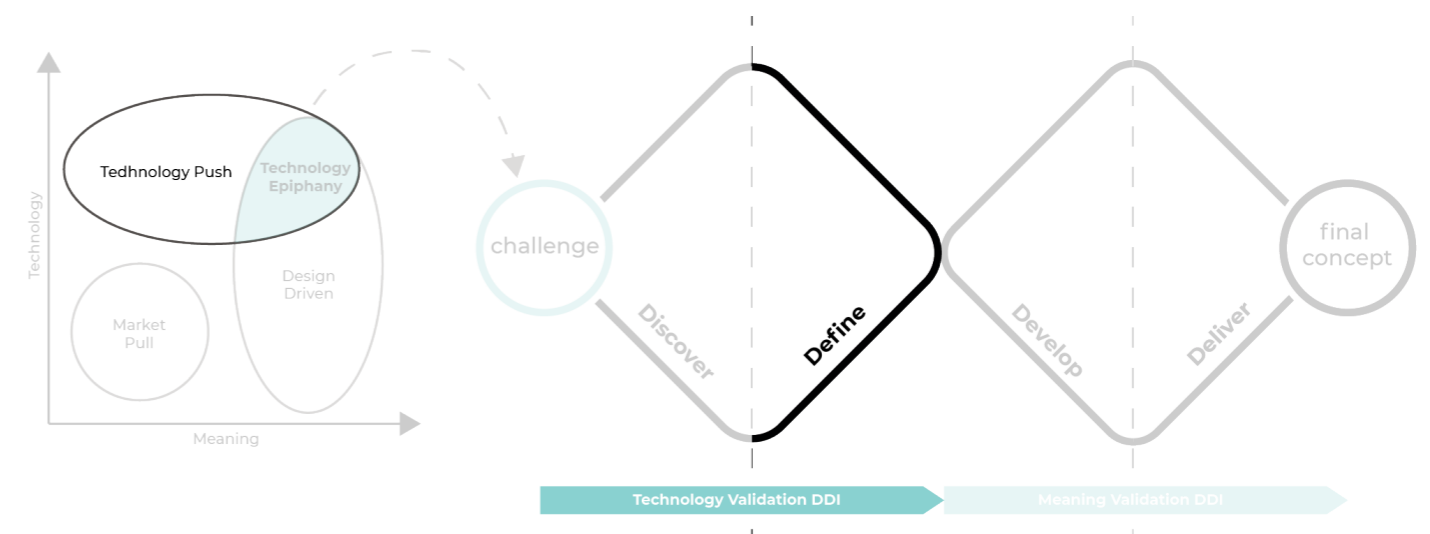 Technology
Tedhnology Push
Technology
Epiphany
Design
Driven
Market
Pull
Meaning
challenge
Discover
Define
Develop
Deliver
final
concept
Technology Validation DDI
Meaning Validation DDI